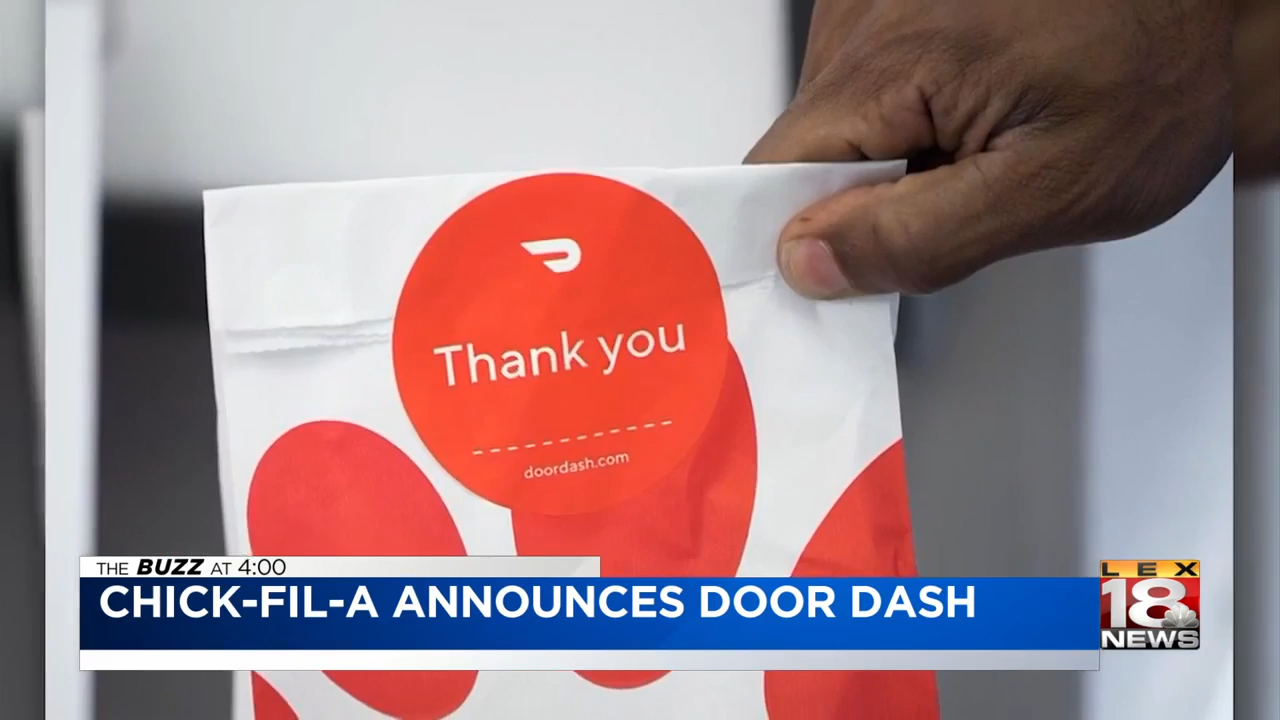 Thank you
doordash.com
THE BUZZ AT 4:00
CHICK-FIL-A ANNOUNCES DOOR DASH
LEX
18
NEWS